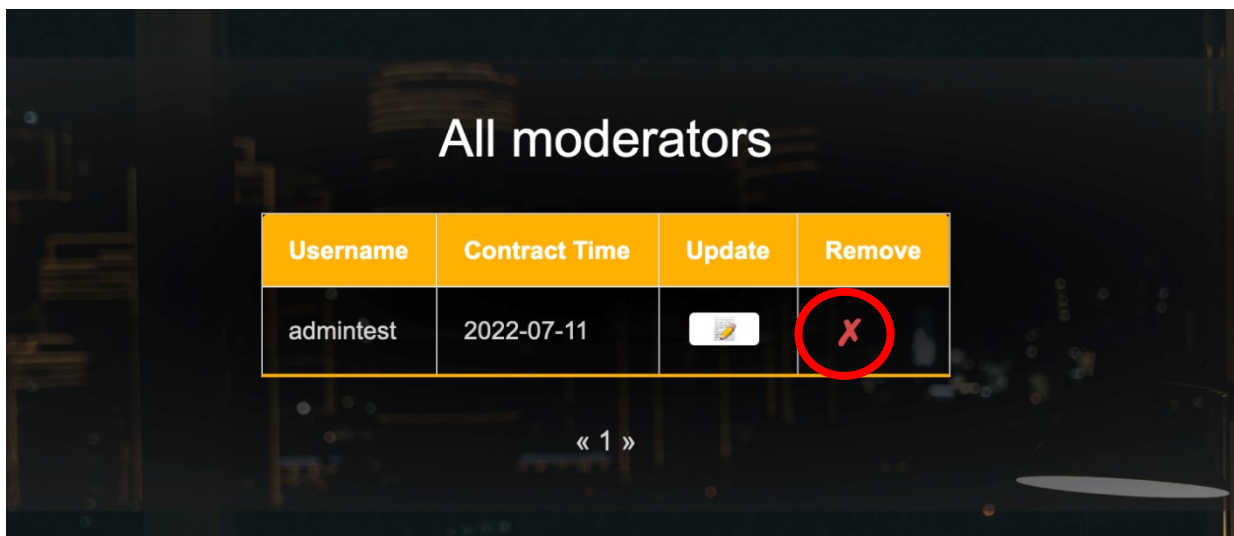 All moderators
Username Contract Time Update Remove
admintest 2022-07-11 ✗
« 1 »